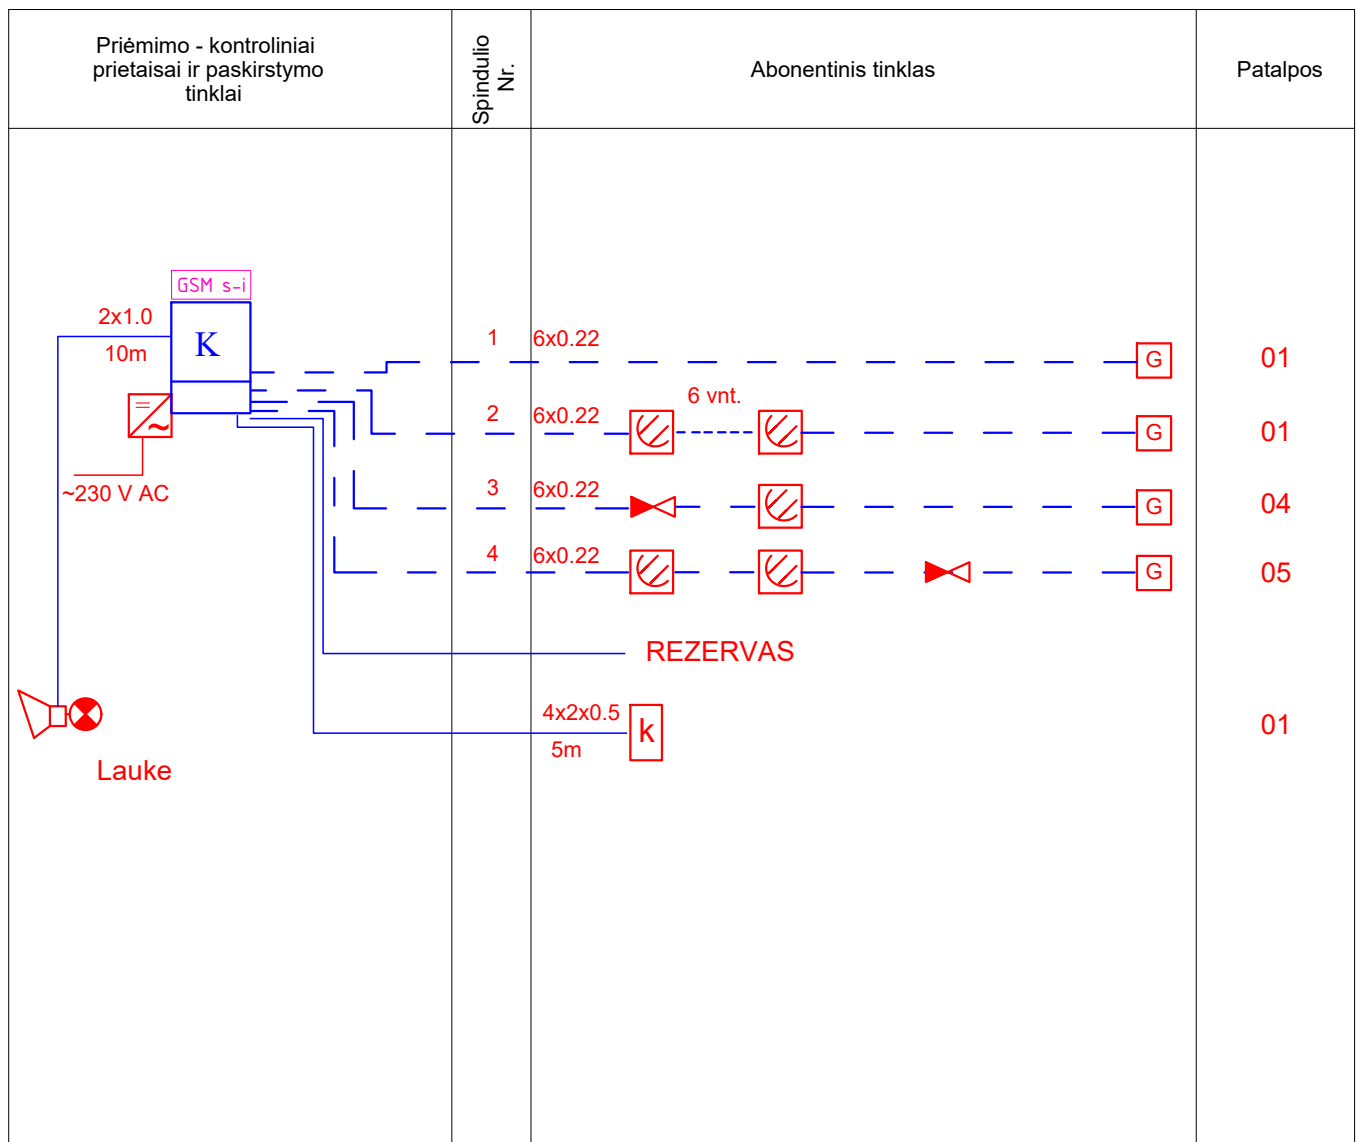 Priėmimo - kontroliniai
prietaisai ir paskirstymo
tinklai
Spindulio
Nr.
Abonentinis tinklas
Patalpos
GSM s-i
2x1.0
10m
K
=
~
~230 V AC
1
6x0.22
G
01
2
6x0.22
6 vnt.
G
01
3
6x0.22
G
04
4
6x0.22
G
05
REZERVAS
4x2x0.5
5m
k
01
Lauke